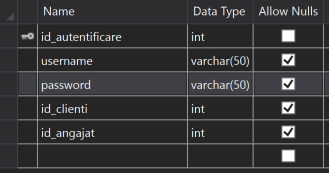 Name Data Type Allow Nulls
id_autentificare int
username varchar(50)
password varchar(50)
id_clienti int
id_angajat int